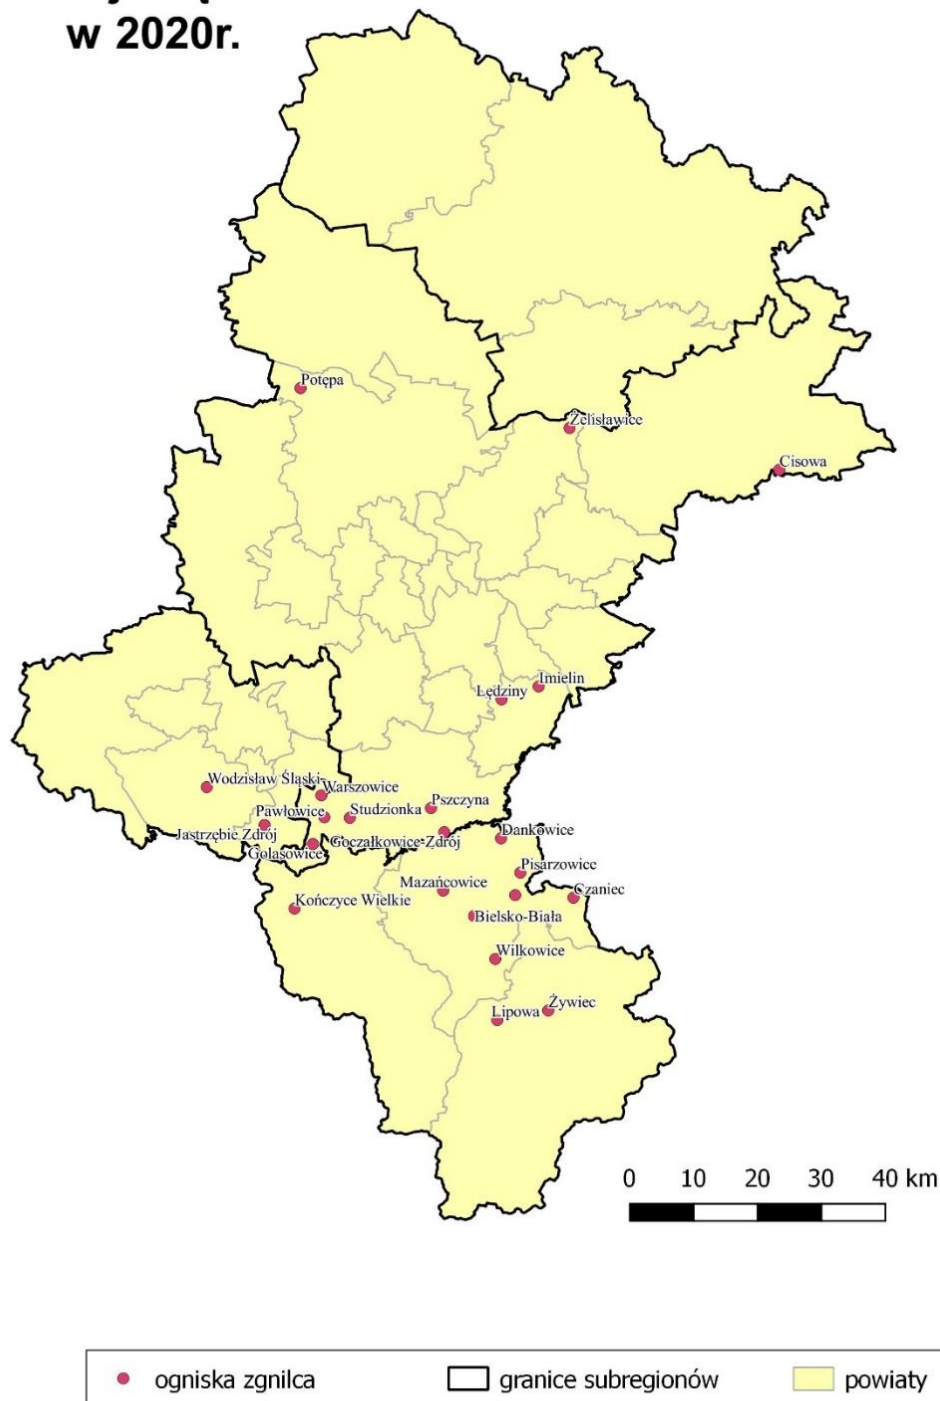 w 2020r.
Potępa
Żelisławice
Cisowa
Imielin
Lędziny
Wodzisław Śląski
Warszowice
Pszczyna
Pawłowice
Studzionka
Jastrzębie Zdrój
Goczałkowice-Zdrój
Dankowice
Golasowice
Pisarzowice
Mazańcowice
Czaniec
Kończyce Wielkie
Bielsko-Biała
Wilkowice
Lipowa
Żywiec
0 10 20 30 40 km
ogniska zgnilca granice subregionów powiaty